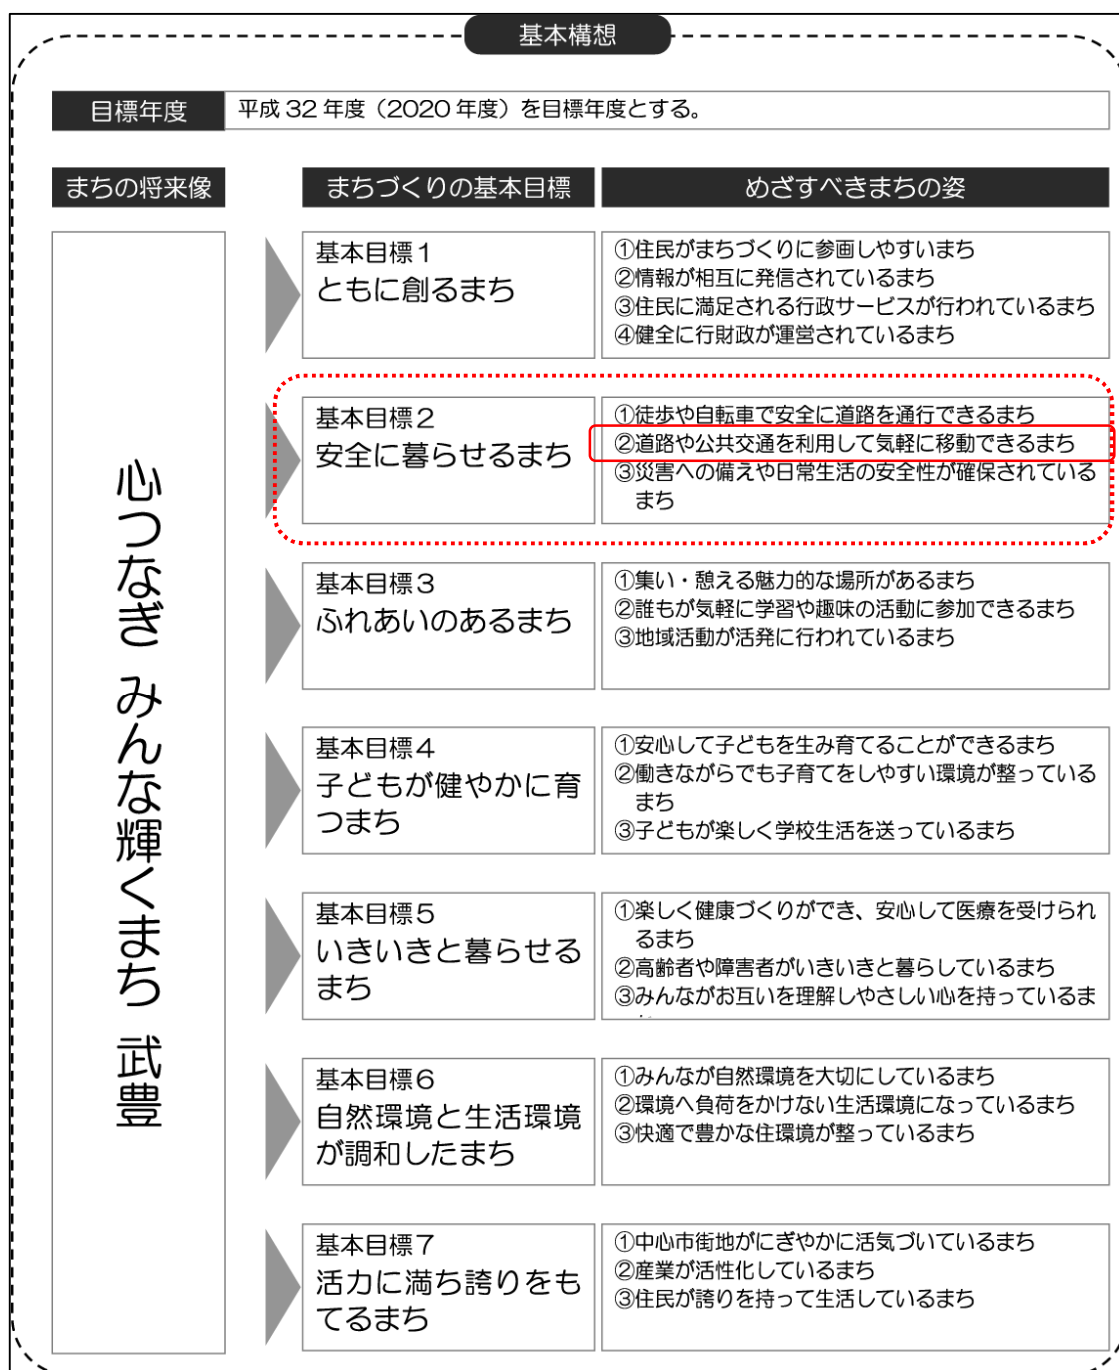 基本構想
目標年度
平成 32 年度（2020 年度）を目標年度とする。
まちの将来像
まちづくりの基本目標
めざすべきまちの姿
心つなぎ みんな輝くまち 武豊
基本目標１
ともに創るまち
①住民がまちづくりに参画しやすいまち
②情報が相互に発信されているまち
③住民に満足される行政サービスが行われているまち
④健全に行財政が運営されているまち
基本目標２
安全に暮らせるまち
①徒歩や自転車で安全に道路を通行できるまち
②道路や公共交通を利用して気軽に移動できるまち
③災害への備えや日常生活の安全性が確保されている
まち
基本目標３
ふれあいのあるまち
①集い・憩える魅力的な場所があるまち
②誰もが気軽に学習や趣味の活動に参加できるまち
③地域活動が活発に行われているまち
基本目標４
子どもが健やかに育
つまち
①安心して子どもを生み育てることができるまち
②働きながらでも子育てをしやすい環境が整っている
まち
③子どもが楽しく学校生活を送っているまち
基本目標５
いきいきと暮らせる
まち
①楽しく健康づくりができ、安心して医療を受けられ
るまち
②高齢者や障害者がいきいきと暮らしているまち
③みんながお互いを理解しやさしい心を持っているま
基本目標６
自然環境と生活環境
が調和したまち
①みんなが自然環境を大切にしているまち
②環境へ負荷をかけない生活環境になっているまち
③快適で豊かな住環境が整っているまち
基本目標７
活力に満ち誇りをも
てるまち
①中心市街地がにぎやかに活気づいているまち
②産業が活性化しているまち
③住民が誇りを持って生活しているまち